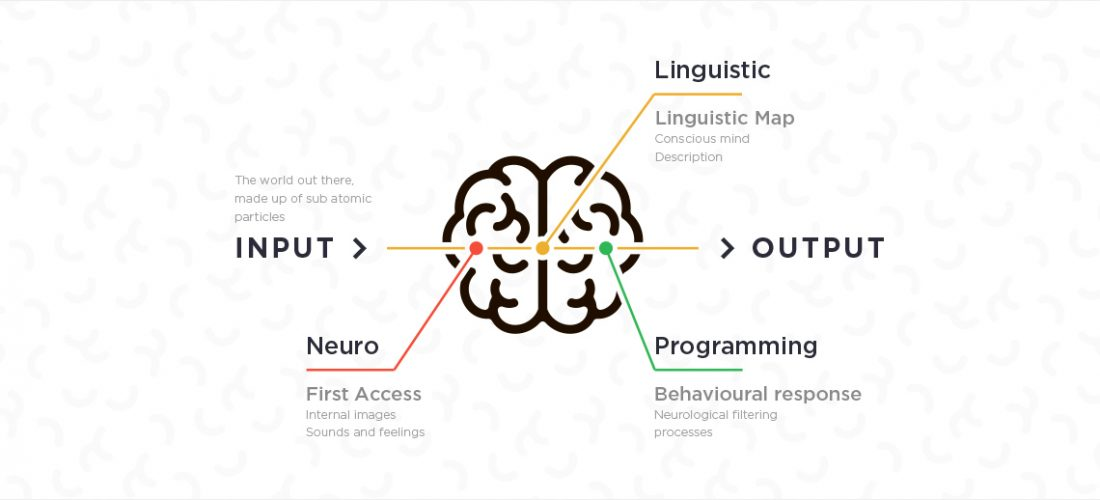 Linguistic
Linguistic Map
Conscious mind
Description
The world out there,
made up of sub atomic
particles
INPUT
OUTPUT
Neuro
First Access
Internal images
Sounds and feelings
Programming
Behavioural response
Neurological filtering
processes